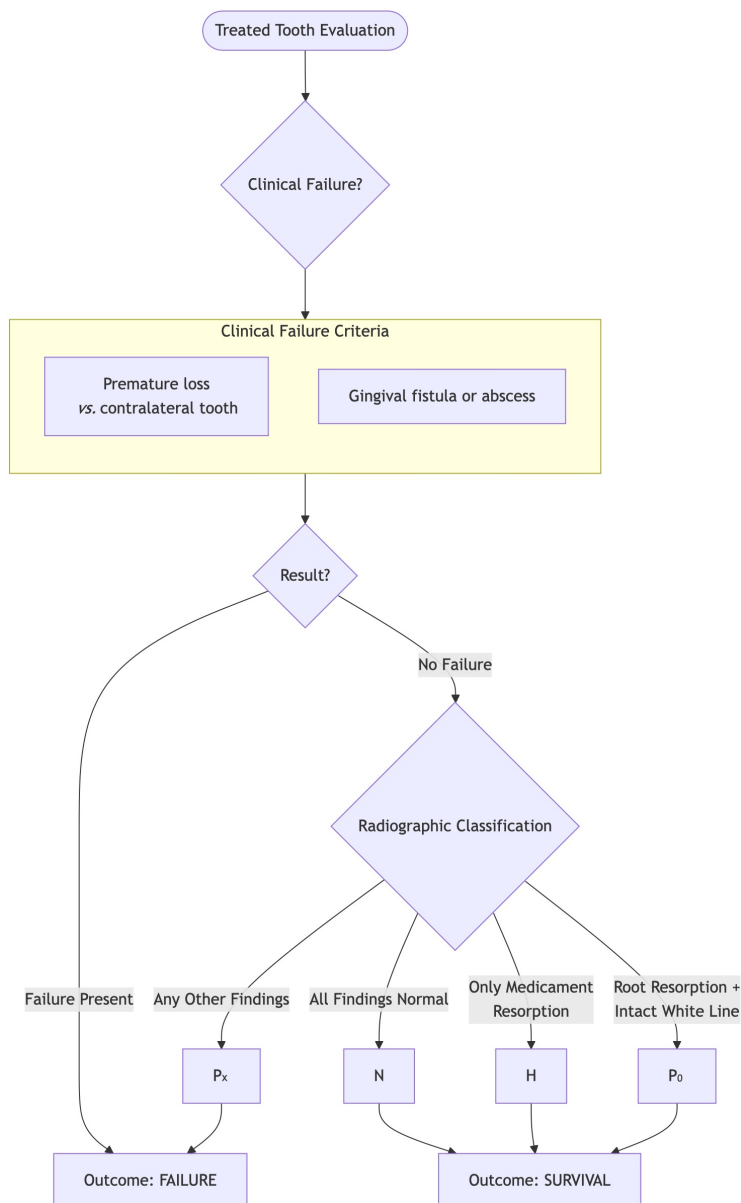 Treated Tooth Evaluation
Clinical Failure?
Clinical Failure Criteria
Premature loss
vs. contralateral tooth
Gingival fistula or abscess
Result?
No Failure
Radiographic Classification
Failure Present
Any Other Findings
All Findings Normal
Only Medicament
Resorption
Root Resorption +
Intact White Line
Pₓ
N
H
P₀
Outcome: FAILURE
Outcome: SURVIVAL